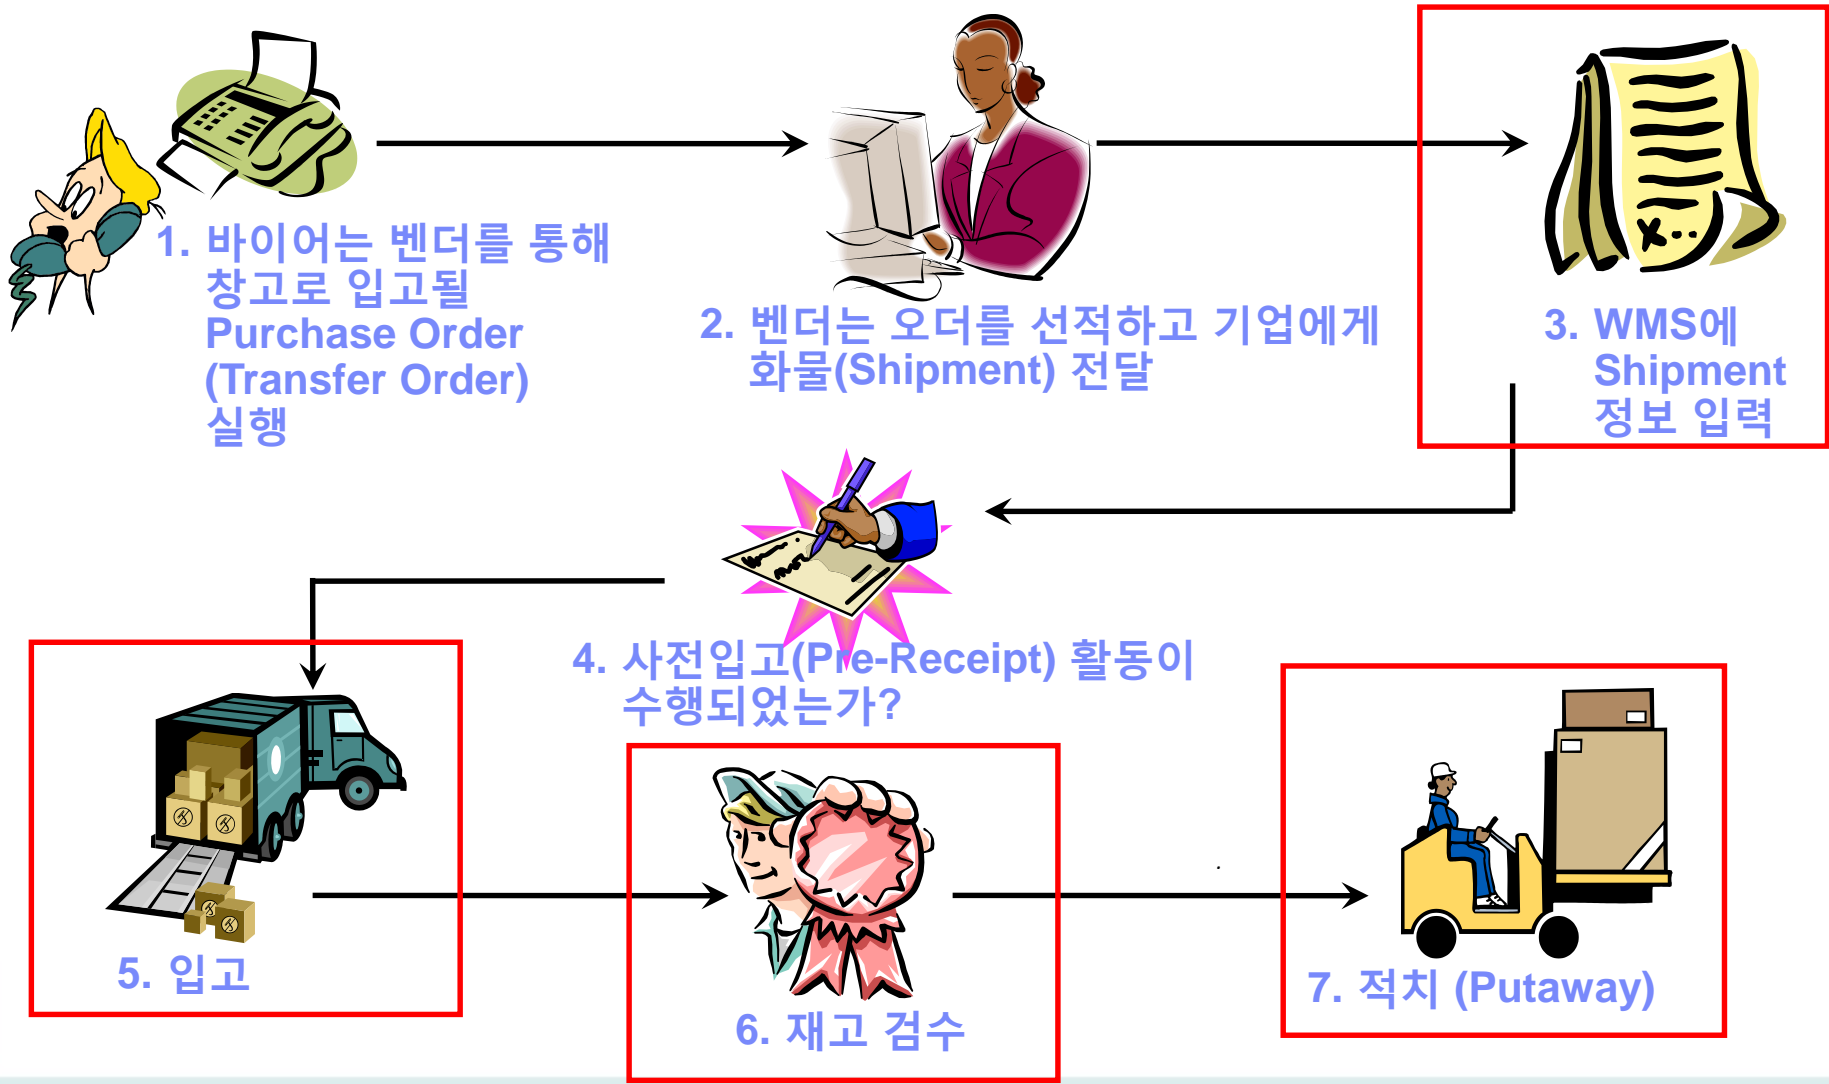 1. 바이어는 벤더를 통해
창고로 입고될
Purchase Order
(Transfer Order)
실행
2. 벤더는 오더를 선적하고 기업에게
화물(Shipment) 전달
3. WMS에
Shipment
정보 입력
4. 사전입고(Pre-Receipt) 활동이
수행되었는가?
5. 입고
6. 재고 검수
7. 적치 (Putaway)